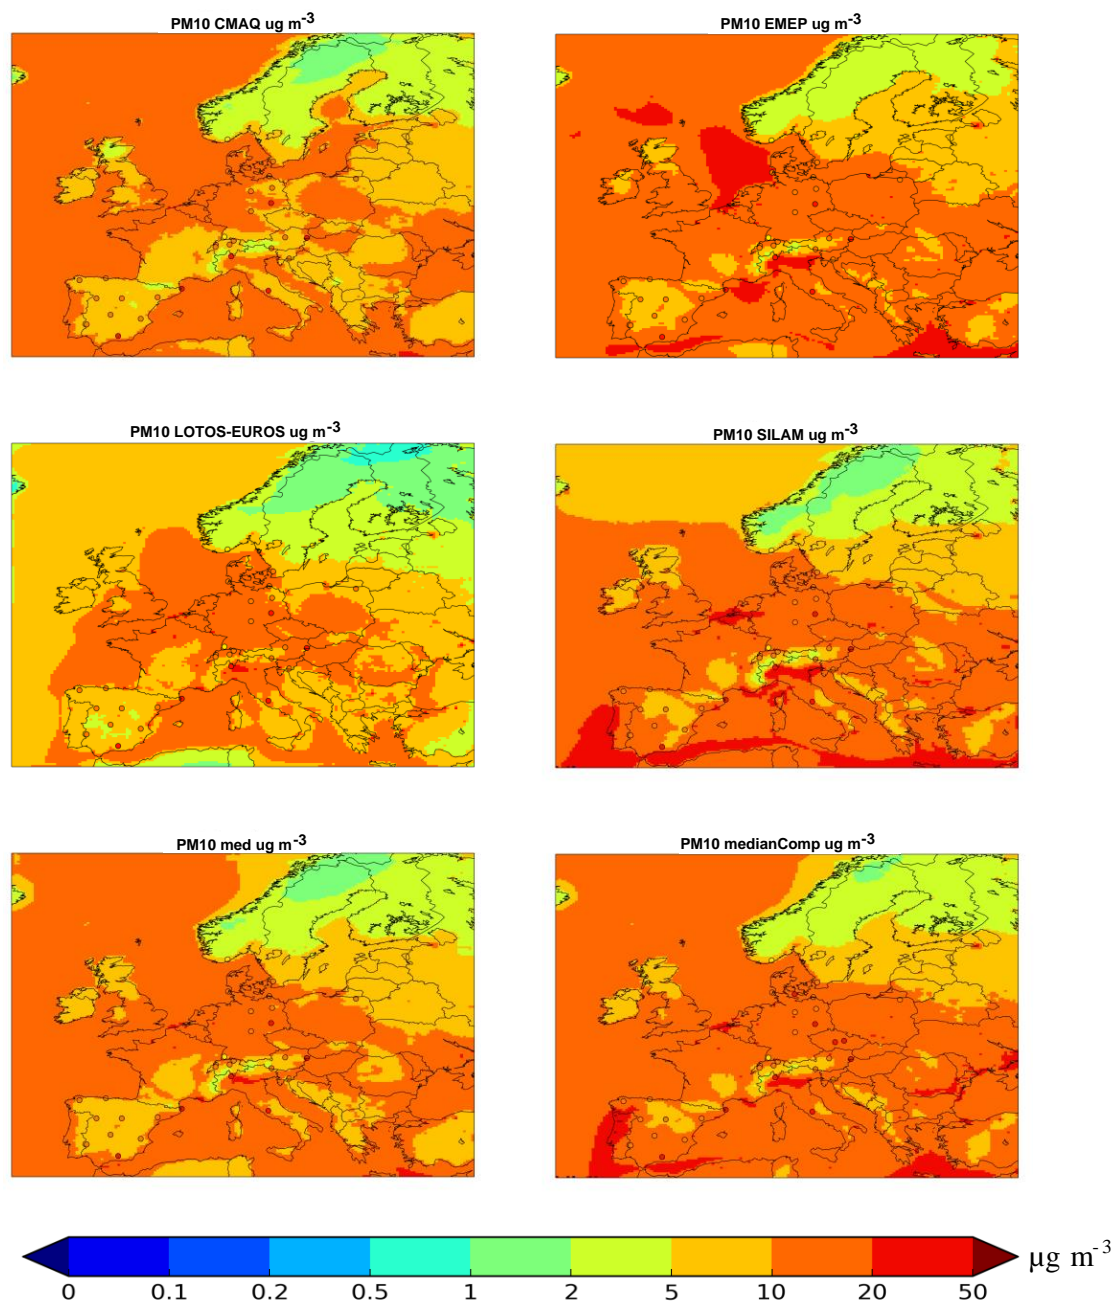 PM10 CMAQ ug m-3
PM10 EMEP ug m-3
PM10 LOTOS-EUROS ug m-3
PM10 SILAM ug m-3
PM10 med ug m-3
PM10 medianComp ug m-3
µg m-3
0 0.1 0.2 0.5 1 2 5 10 20 50